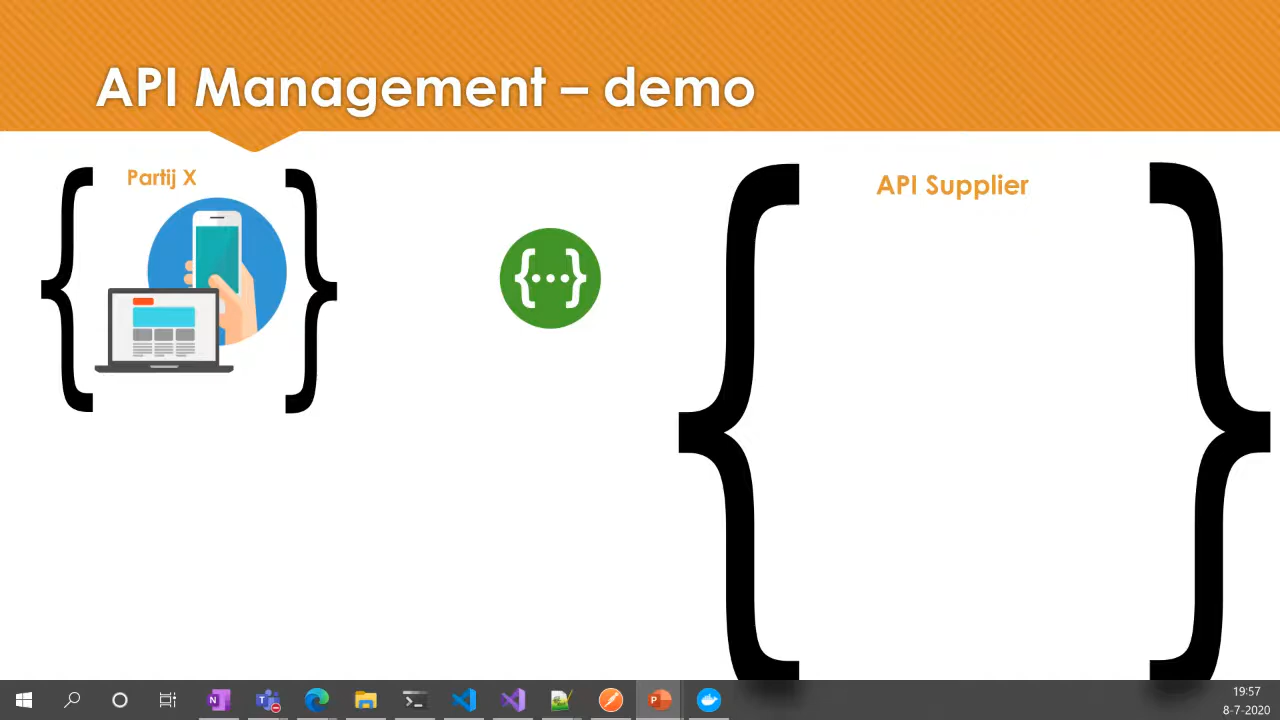 API Management – demo
Partij X
API Supplier
{...}
19:57
8-7-2020